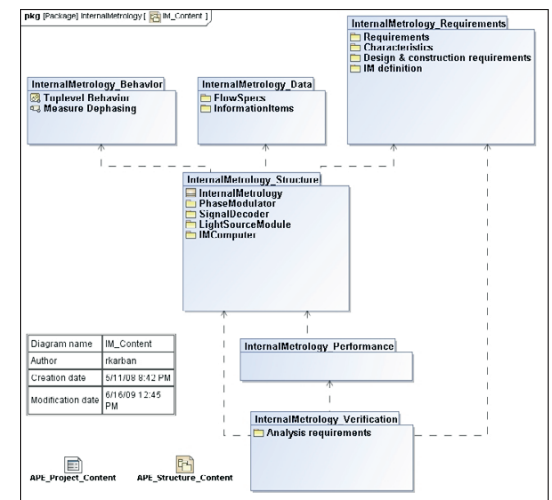 pkg [Package] InternalMetrology [ IM_Content ]
InternalMetrology_Requirements
Requirements
Characteristics
Design & construction requirements
IM definition
InternalMetrology_Behavior
Toplevel Behavior
Measure Dephasing
InternalMetrology_Data
FlowSpecs
InformationItems
InternalMetrology_Structure
InternalMetrology
PhaseModulator
SignalDecoder
LightSourceModule
IMComputer
Diagram name IM_Content
Author rkarban
Creation date 5/11/08 8:42 PM
Modification date 6/16/09 12:45 PM
InternalMetrology_Performance
InternalMetrology_Verification
Analysis requirements
APE_Project_Content
APE_Structure_Content